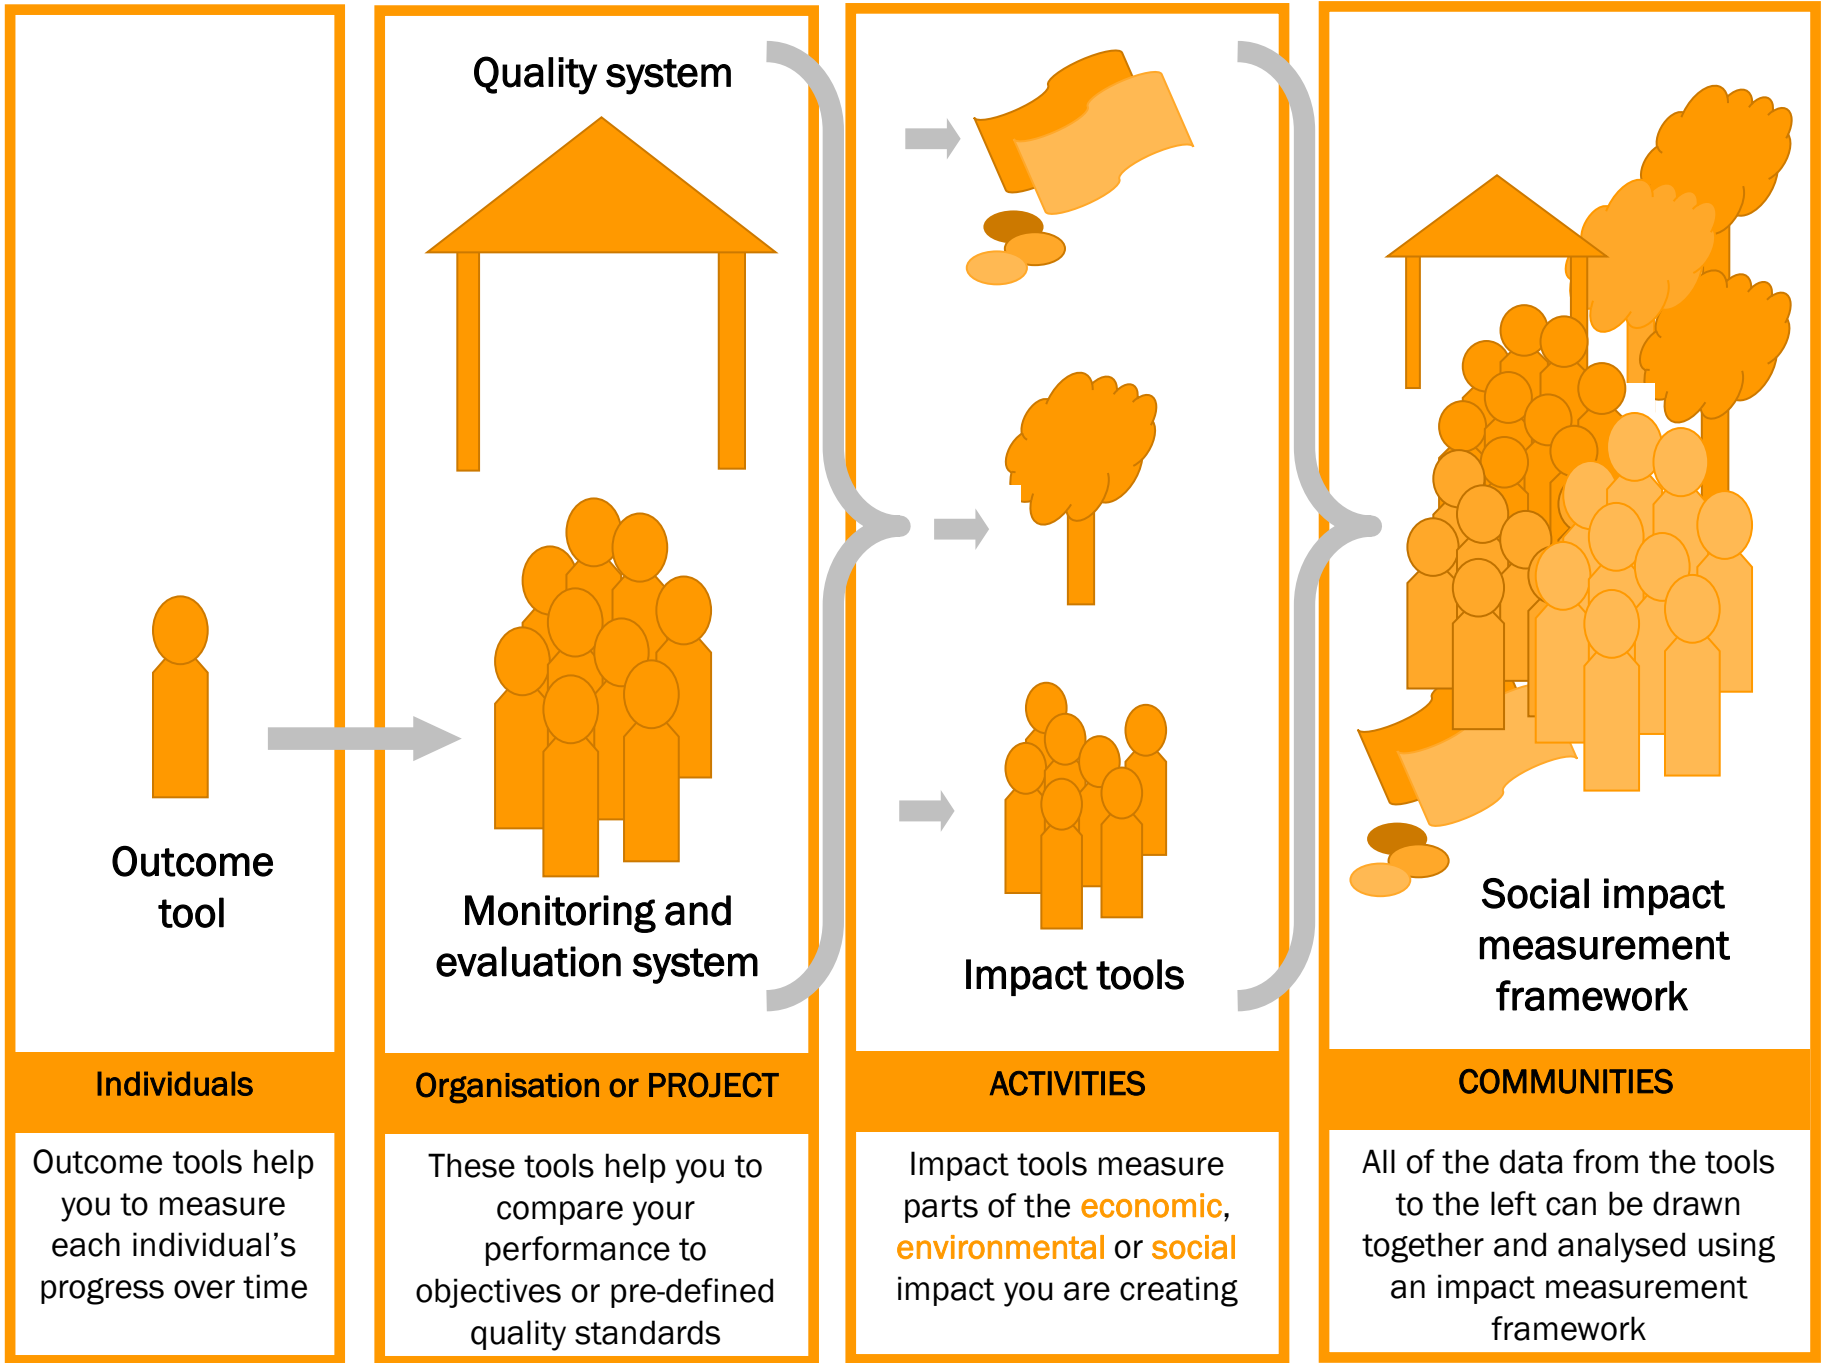 Outcome
tool
Individuals
Outcome tools help
you to measure
each individual’s
progress over time
Quality system
Monitoring and
evaluation system
Organisation or PROJECT
These tools help you to
compare your
performance to
objectives or pre-defined
quality standards
Impact tools
ACTIVITIES
Impact tools measure
parts of the economic,
environmental or social
impact you are creating
Social impact
measurement
framework
COMMUNITIES
All of the data from the tools
to the left can be drawn
together and analysed using
an impact measurement
framework